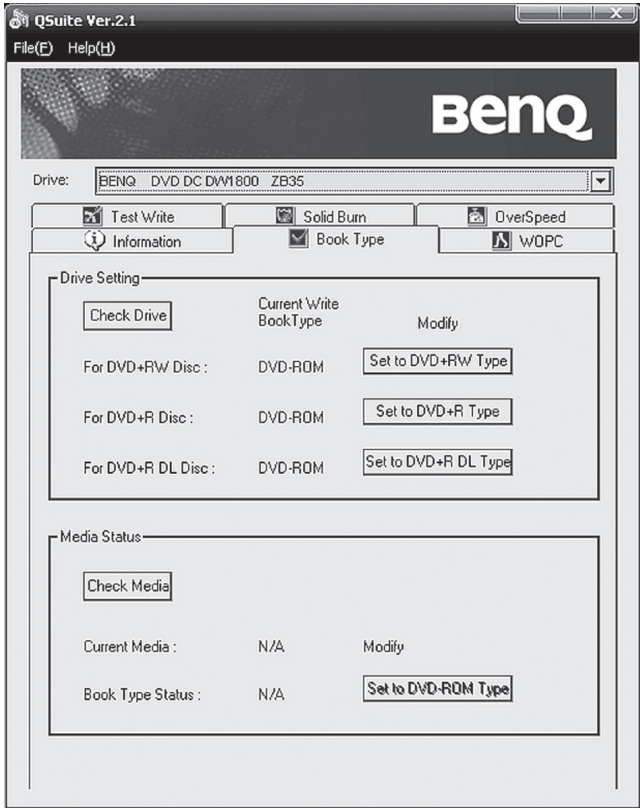 QSuite Ver.2.1
File(F) Help(H)
BenQ
Drive: BENQ DVD DC DW1800 ZB35
Test Write Solid Burn OverSpeed
Information Book Type WOPC
Drive Setting
Check Drive
Current Write
BookType
Modify
For DVD+RW Disc : DVD-ROM Set to DVD+RW Type
For DVD+R Disc : DVD-ROM Set to DVD+R Type
For DVD+R DL Disc : DVD-ROM Set to DVD+R DL Type
Media Status
Check Media
Current Media : N/A Modify
Book Type Status : N/A Set to DVD-ROM Type